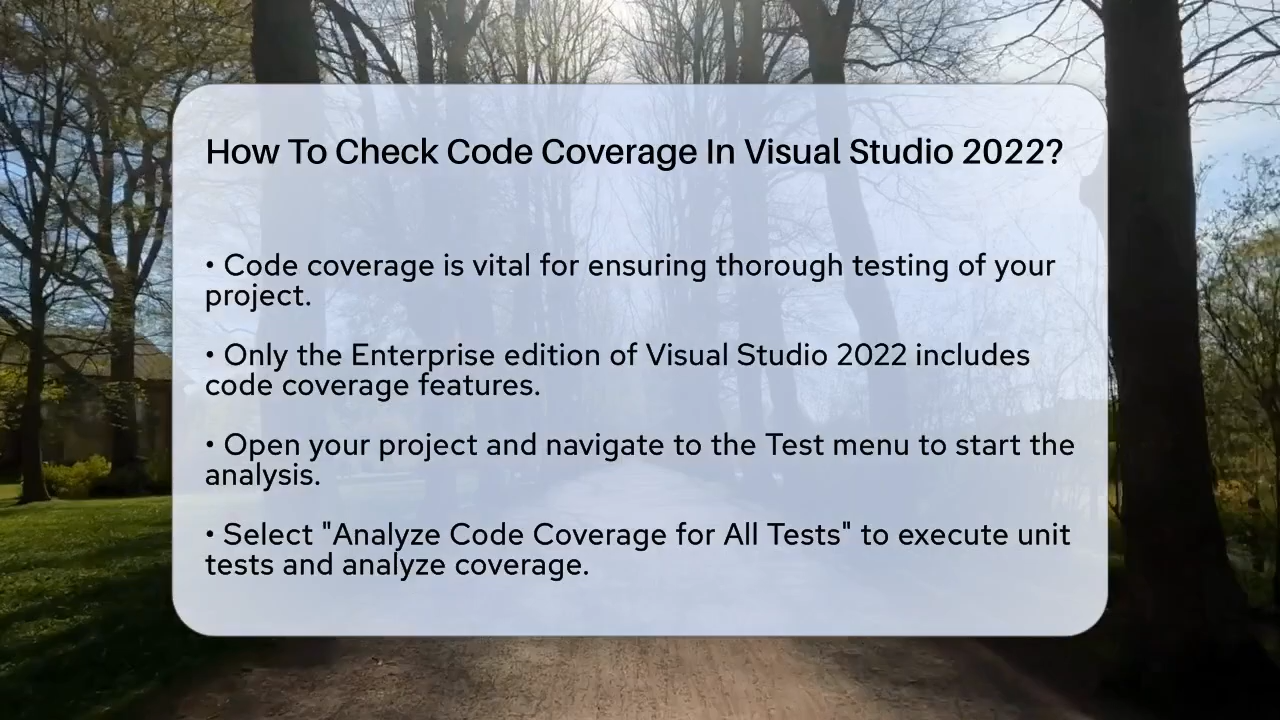 How To Check Code Coverage In Visual Studio 2022?
• Code coverage is vital for ensuring thorough testing of your
project.
• Only the Enterprise edition of Visual Studio 2022 includes
code coverage features.
• Open your project and navigate to the Test menu to start the
analysis.
• Select "Analyze Code Coverage for All Tests" to execute unit
tests and analyze coverage.